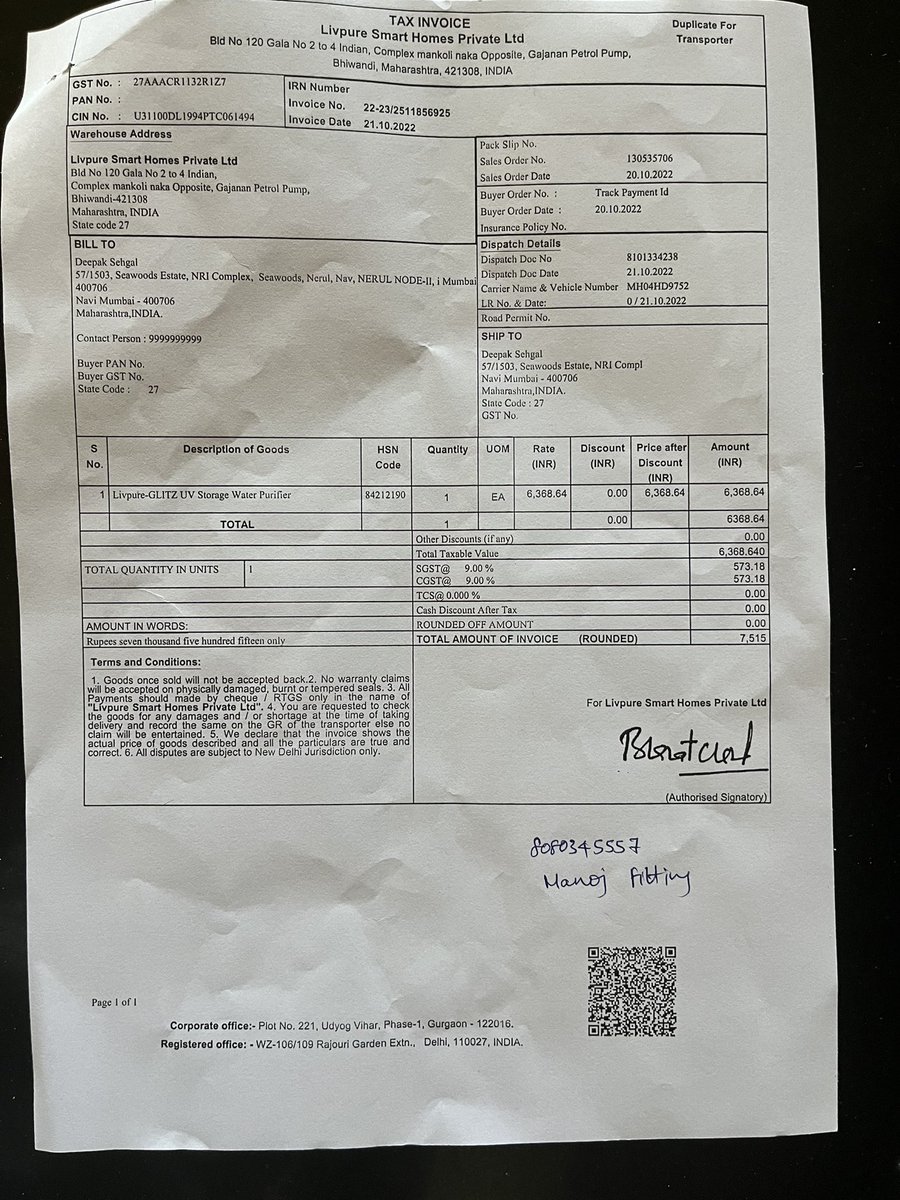 TAX INVOICE
Duplicate For
Transporter
Livpure Smart Homes Private Ltd
Bld No 120 Gala No 2 to 4 Indian, Complex mankoli naka Opposite, Gajanan Petrol Pump,
Bhiwandi, Maharashtra, 421308, INDIA
GST No. : 27AAACR1132R1Z7
PAN No. :
CIN No. : U31100DL1994PTC061494
IRN Number
Invoice No. 22-23/2511856925
Invoice Date 21.10.2022
Warehouse Address
Livpure Smart Homes Private Ltd
Bld No 120 Gala No 2 to 4 Indian,
Complex mankoli naka Opposite, Gajanan Petrol Pump,
Bhiwandi-421308
Maharashtra, INDIA
State code 27
Pack Slip No.
Sales Order No. 130535706
Sales Order Date 20.10.2022
Buyer Order No. : Track Payment Id
Buyer Order Date : 20.10.2022
Insurance Policy No.
BILL TO
Deepak Sehgal
57/1503, Seawoods Estate, NRI Complex, Seawoods, Nerul, Nav, NERUL NODE-II, i Mumbai
400706
Navi Mumbai - 400706
Maharashtra,INDIA.
Contact Person : 9999999999
Buyer PAN No.
Buyer GST No.
State Code : 27
Dispatch Details
Dispatch Doc No 8101334238
Dispatch Doc Date 21.10.2022
Carrier Name & Vehicle Number MH04HD9752
LR No. & Date: 0 / 21.10.2022
Road Permit No.
SHIP TO
Deepak Sehgal
57/1503, Seawoods Estate, NRI Compl
Navi Mumbai - 400706
Maharashtra,INDIA.
State Code : 27
GST No.
S No. Description of Goods HSN Code Quantity UOM Rate (INR) Discount (INR) Price after Discount (INR) Amount (INR)
1 Livpure-GLITZ UV Storage Water Purifier 84212190 1 EA 6,368.64 0.00 6,368.64 6,368.64
TOTAL 1 0.00 6368.64
Other Discounts (if any) 0.00
Total Taxable Value 6,368.640
TOTAL QUANTITY IN UNITS 1
SGST@ 9.00 % 573.18
CGST@ 9.00 % 573.18
TCS@ 0.000 % 0.00
Cash Discount After Tax 0.00
AMOUNT IN WORDS:
ROUNDED OFF AMOUNT 0.00
Rupees seven thousand five hundred fifteen only
TOTAL AMOUNT OF INVOICE (ROUNDED) 7,515
Terms and Conditions:
1. Goods once sold will not be accepted back.2. No warranty claims
will be accepted on physically damaged, burnt or tempered seals. 3. All
Payments should made by cheque / RTGS only in the name of
"Livpure Smart Homes Private Ltd". 4. You are requested to check
the goods for any damages and / or shortage at the time of taking
delivery and record the same on the GR of the transporter else no
claim will be entertained. 5. We declare that the invoice shows the
actual price of goods described and all the particulars are true and
correct. 6. All disputes are subject to New Delhi Jurisdiction only.
For Livpure Smart Homes Private Ltd
(Authorised Signatory)
8080345557
Manoj Fitting
Page 1 of 1
Corporate office:- Plot No. 221, Udyog Vihar, Phase-1, Gurgaon - 122016.
Registered office: - WZ-106/109 Rajouri Garden Extn., Delhi, 110027, INDIA.